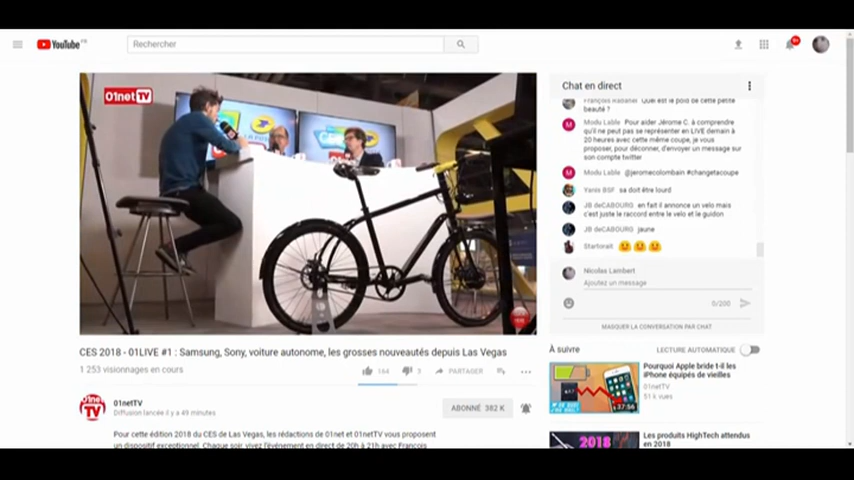 YouTube FR
Rechercher
9+
01net TV
CES 2018 - 01LIVE #1 : Samsung, Sony, voiture autonome, les grosses nouveautés depuis Las Vegas
1 253 visionnages en cours
164
3
PARTAGER
01netTV
Diffusion lancée il y a 49 minutes
ABONNÉ 382 K
Pour cette édition 2018 du CES de Las Vegas, les rédactions de 01net et 01netTV vous proposent
un dispositif exceptionnel. Chaque soir, vivez l'événement en direct de 20h à 21h avec François
Chat en direct
François Rabanel Quel est le poid de cette petite
beauté ?
Modu Lable Pour aider Jérome C. à comprendre
qu'il ne peut pas se représenter en LIVE demain à
20 heures avec cette même coupe, je vous
propose, pour déconner, d'envoyer un message sur
son compte twitter
Modu Lable @jeromecolombain #changetacoupe
Yanis BSF sa doit être lourd
JB deCABOURG en fait il annonce un velo mais
c'est juste le raccord entre le velo et le guidon
JB deCABOURG jaune
Startorait
Nicolas Lambert
Ajoutez un message
0/200
MASQUER LA CONVERSATION PAR CHAT
À suivre
LECTURE AUTOMATIQUE
37:56
Pourquoi Apple bride t-il les
iPhone équipés de vieilles
01netTV
51 k vues
2018
Les produits HighTech attendus
en 2018